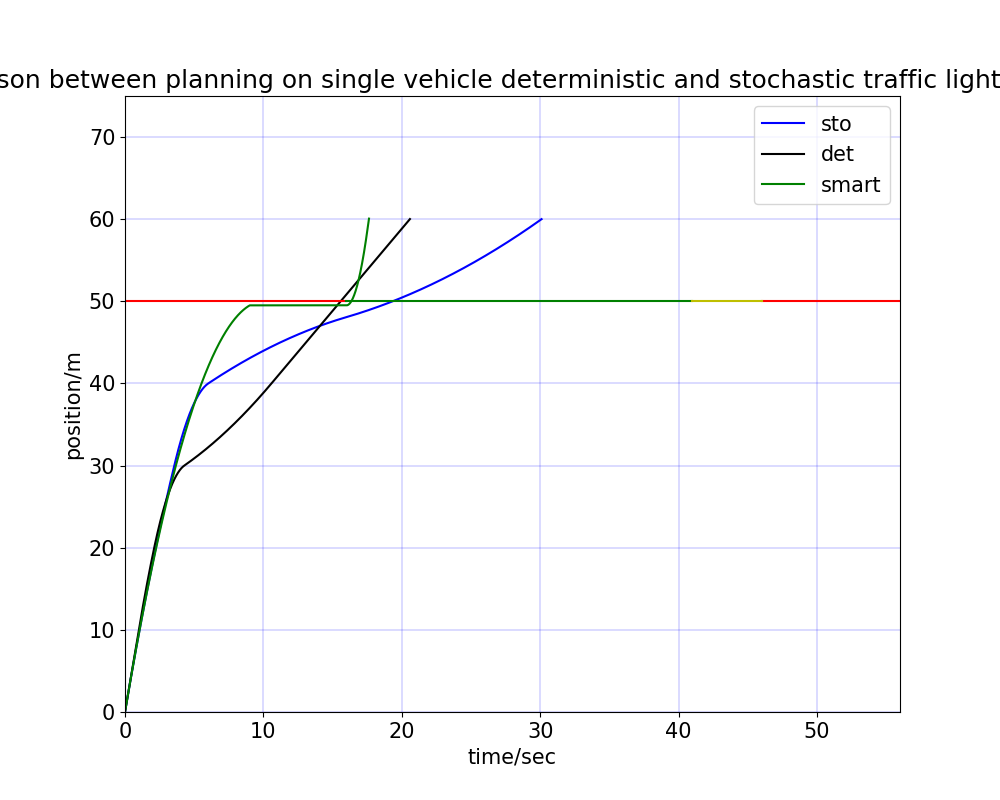 son between planning on single vehicle deterministic and stochastic traffic light
sto
det
smart
position/m
70
60
50
40
30
20
10
0
0 10 20 30 40 50
time/sec